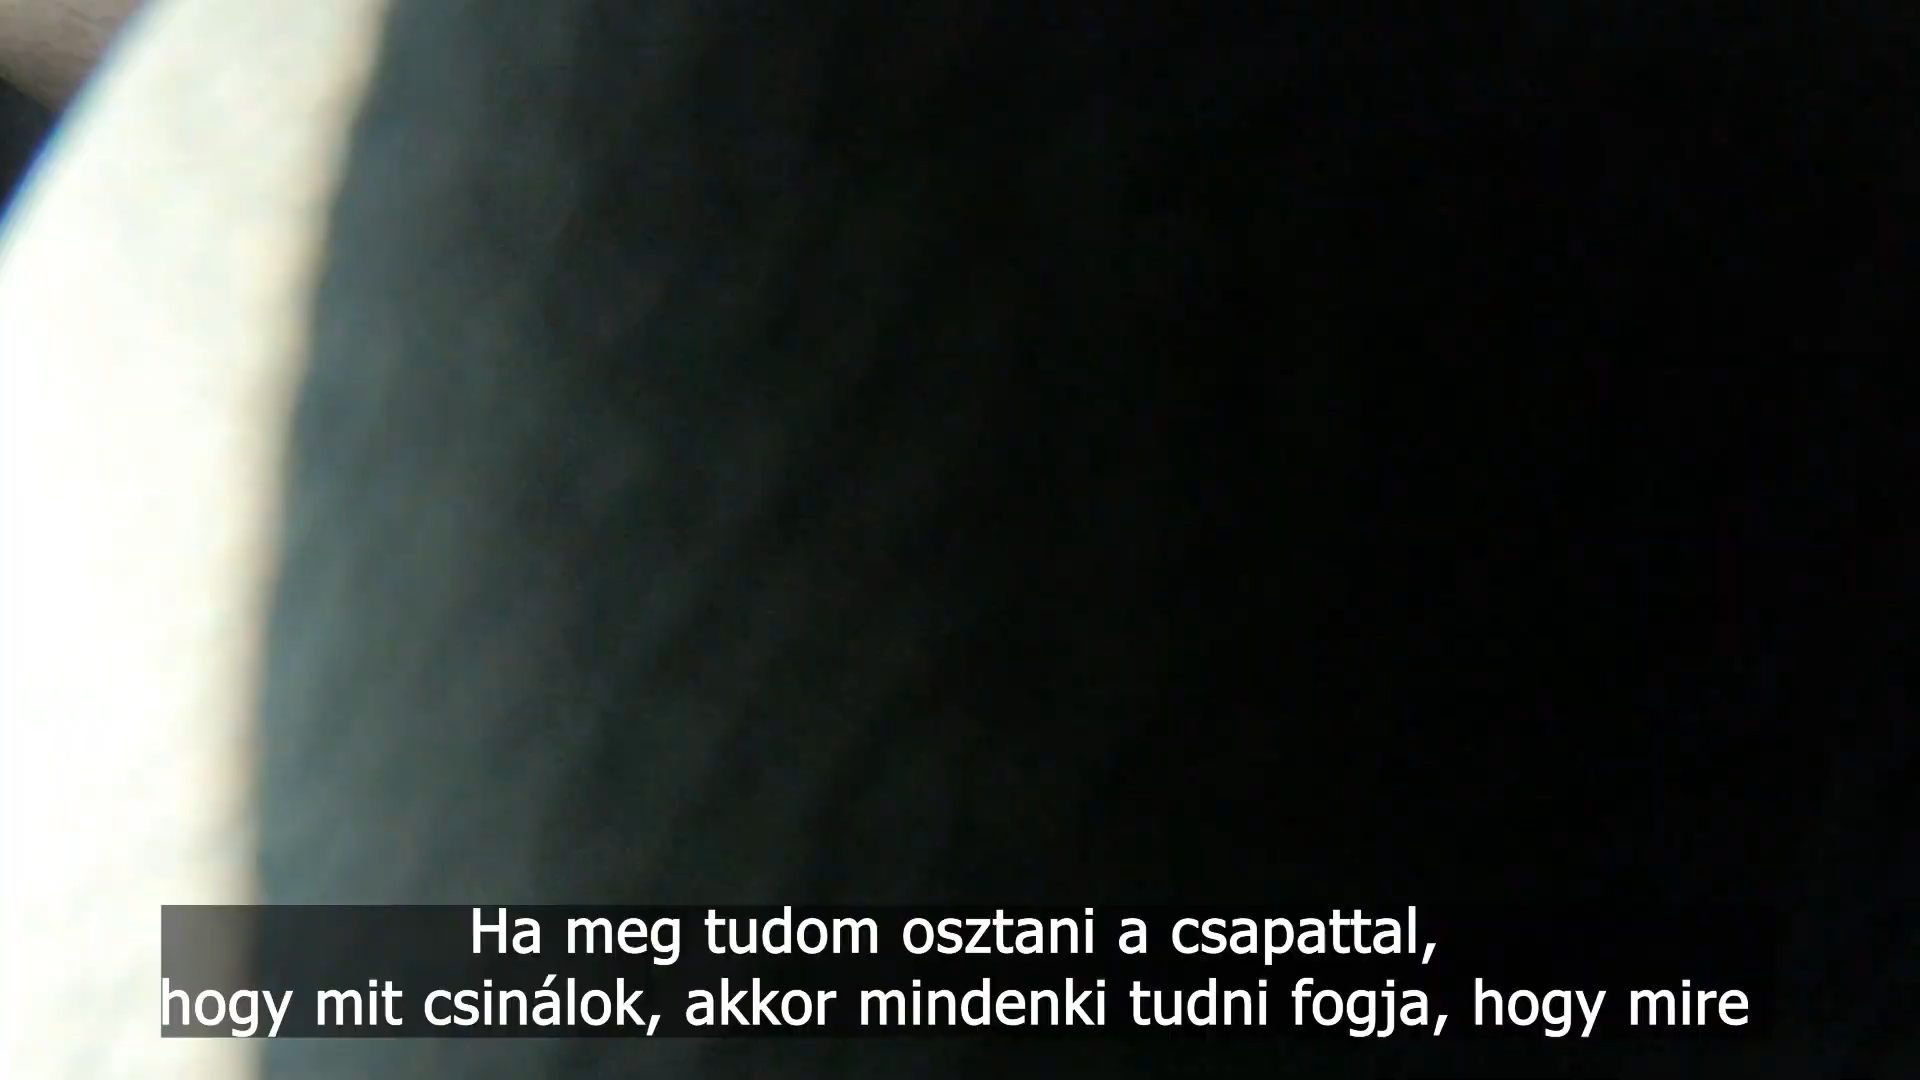 Ha meg tudom osztani a csapattal,
hogy mit csinálok, akkor mindenki tudni fogja, hogy mire